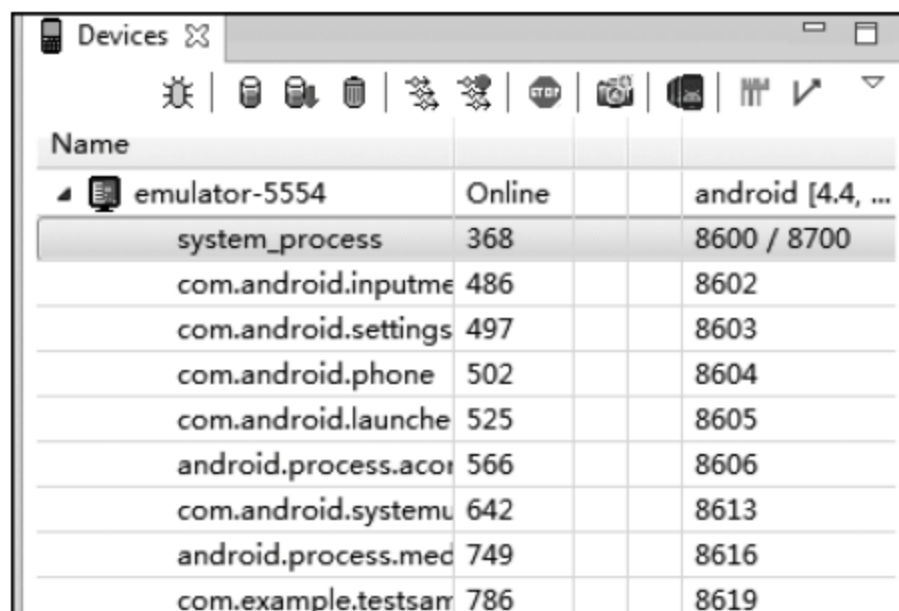 Devices
STOP
Name
emulator-5554 Online android [4.4, ...
system_process 368 8600 / 8700
com.android.inputme 486 8602
com.android.settings 497 8603
com.android.phone 502 8604
com.android.launche 525 8605
android.process.acor 566 8606
com.android.systemu 642 8613
android.process.med 749 8616
com.example.testsam 786 8619